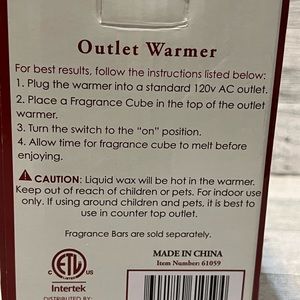 Outlet Warmer
For best results, follow the instructions listed below:
1. Plug the warmer into a standard 120v AC outlet.
2. Place a Fragrance Cube in the top of the outlet
warmer.
3. Turn the switch to the “on” position.
4. Allow time for fragrance cube to melt before
enjoying.
CAUTION: Liquid wax will be hot in the warmer.
Keep out of reach of children or pets. For indoor use
only. If using around children and pets, it is best to
use in counter top outlet.
Fragrance Bars are sold separately.
MADE IN CHINA
Item Number: 61059
C ETL US
Intertek
DISTRIBUTED BY: